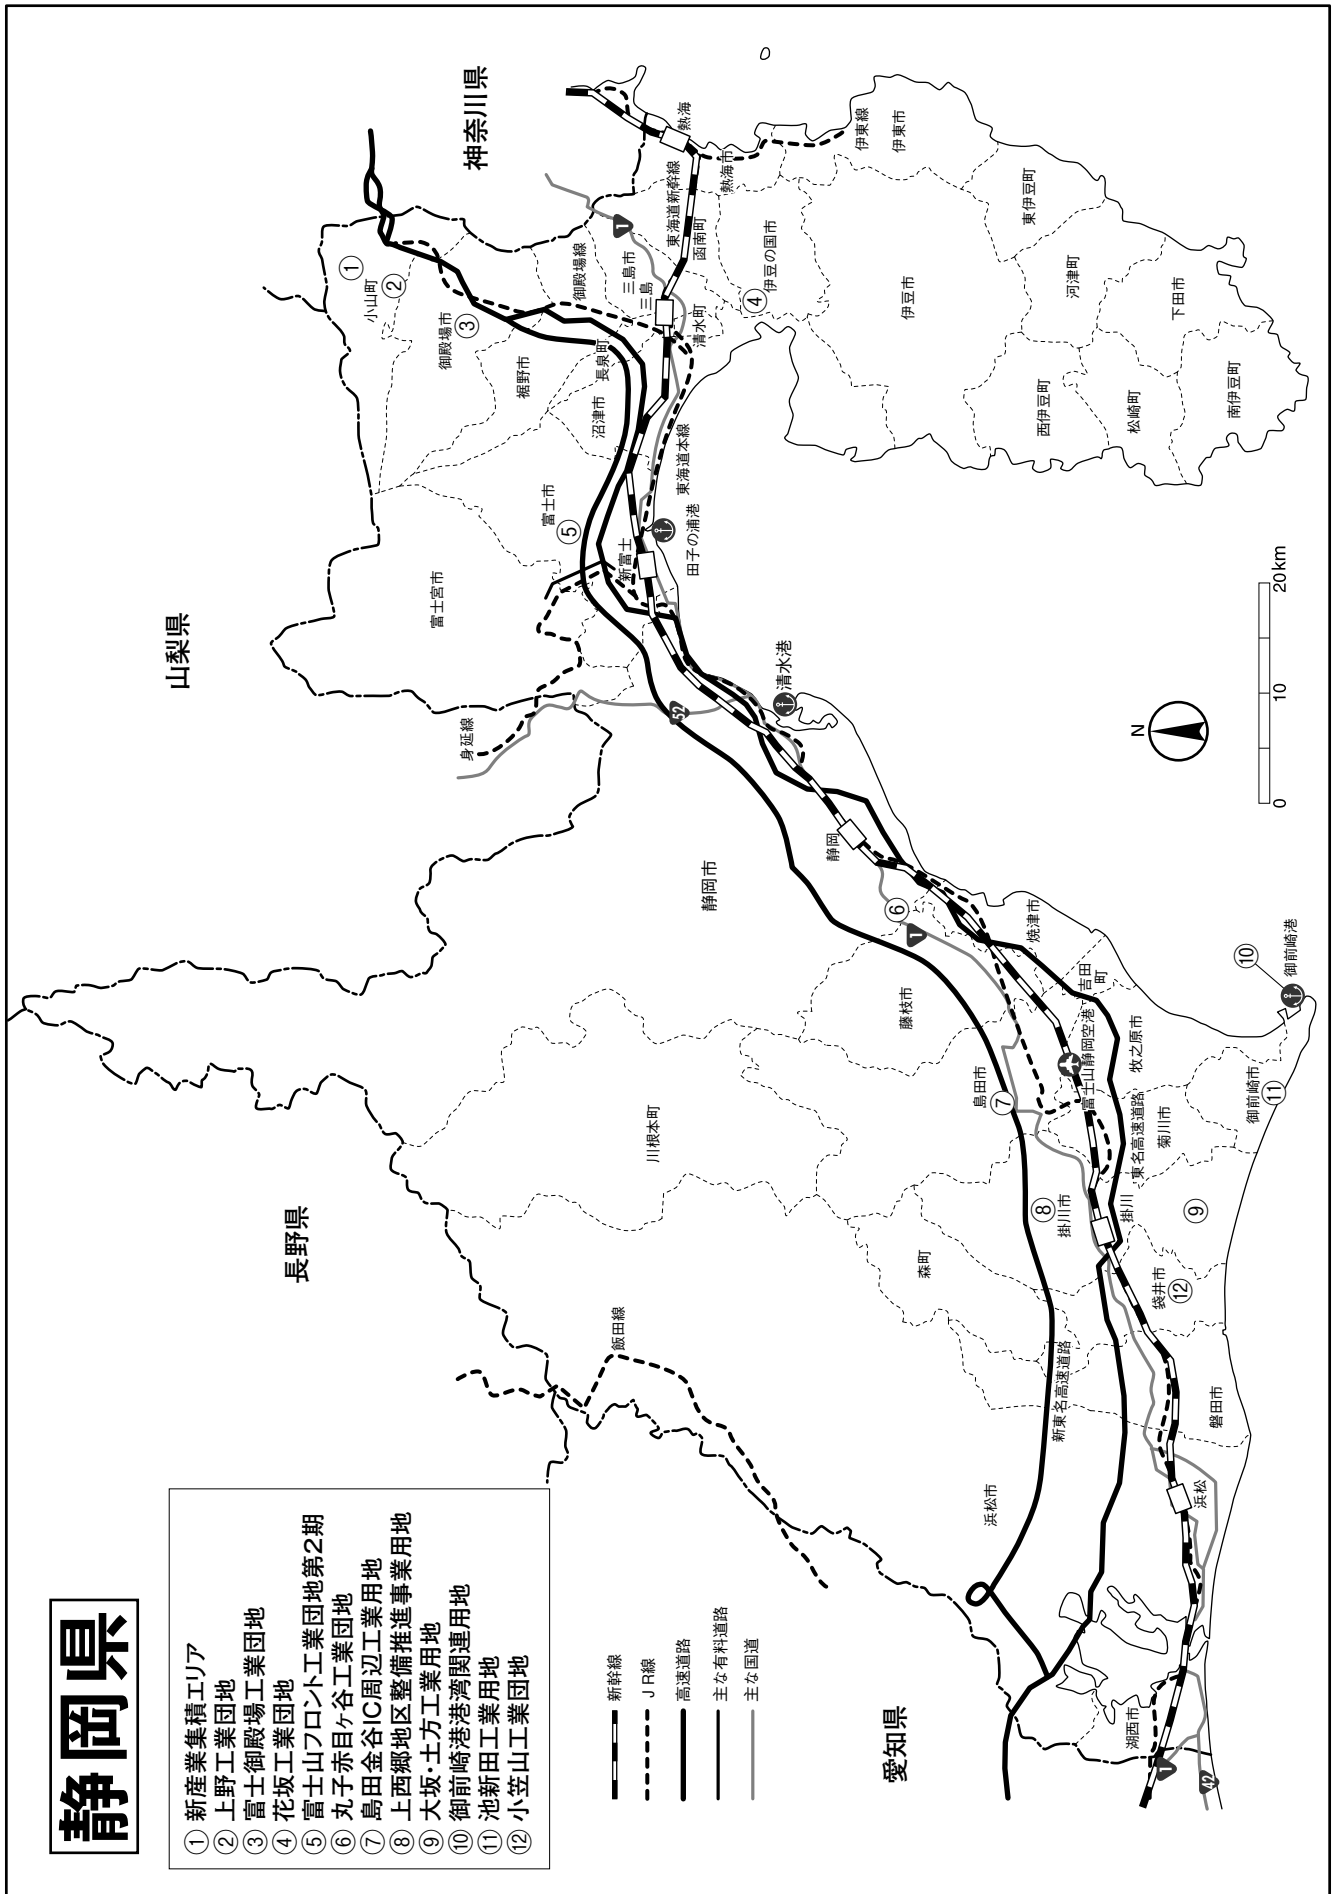 静岡県
① 新産業集積エリア
② 上野工業団地
③ 富士御殿場工業団地
④ 花坂工業団地
⑤ 富士山フロント工業団地第2期
⑥ 丸子赤目ヶ谷工業団地
⑦ 島田金谷IC周辺工業用地
⑧ 上西郷地区整備推進事業用地
⑨ 大坂・土方工業用地
⑩ 御前崎港港湾関連用地
⑪ 池新田工業用地
⑫ 小笠山工業団地
新幹線
JR線
高速道路
主な有料道路
主な国道
山梨県
神奈川県
長野県
愛知県
①
小山町
②
御殿場市
③
裾野市
御殿場線
長泉町
沼津市
三島市
三島
1
東海道新幹線
函南町
熱海
熱海市
清水町
④
伊豆の国市
伊東線
伊東市
伊豆市
東伊豆町
河津町
西伊豆町
松崎町
下田市
南伊豆町
富士宮市
富士市
⑤
新富士
東海道本線
田子の浦港
身延線
52
清水港
静岡市
静岡
⑥
1
焼津市
藤枝市
吉田町
島田市
⑦
富士山静岡空港
牧之原市
川根本町
東名高速道路
菊川市
御前崎市
⑪
⑩
御前崎港
森町
⑧
掛川市
掛川
⑨
袋井市
⑫
飯田線
新東名高速道路
磐田市
浜松市
浜松
湖西市
1
42
N
0
10
20km